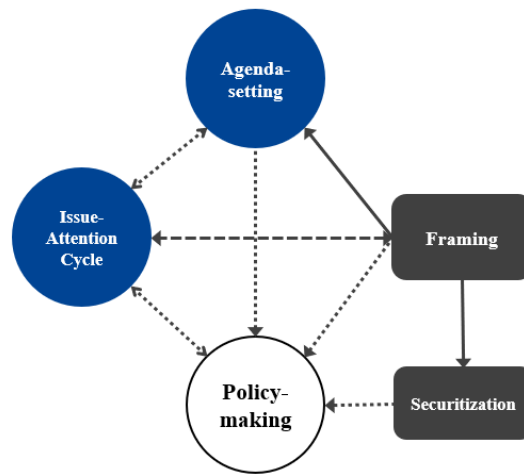 Agenda-
setting
Issue-
Attention
Cycle
Framing
Policy-
making
Securitization